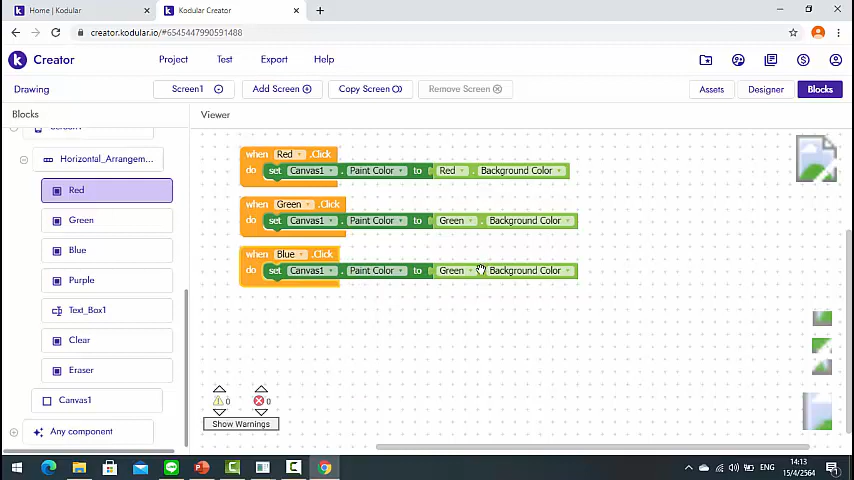 Home | Kodular
Kodular Creator
creator.kodular.io/#6545447990591488
Creator
Project
Test
Export
Help
Drawing
Screen1
Add Screen
Copy Screen
Remove Screen
Assets
Designer
Blocks
Blocks
Viewer
Screen1
Horizontal_Arrangem...
Red
Green
Blue
Purple
Text_Box1
Clear
Eraser
Canvas1
Any component
when Red .Click
do set Canvas1 . Paint Color to Red . Background Color
when Green .Click
do set Canvas1 . Paint Color to Green . Background Color
when Blue .Click
do set Canvas1 . Paint Color to Green Background Color
0
0
Show Warnings
ENG
14:13
15/4/2564